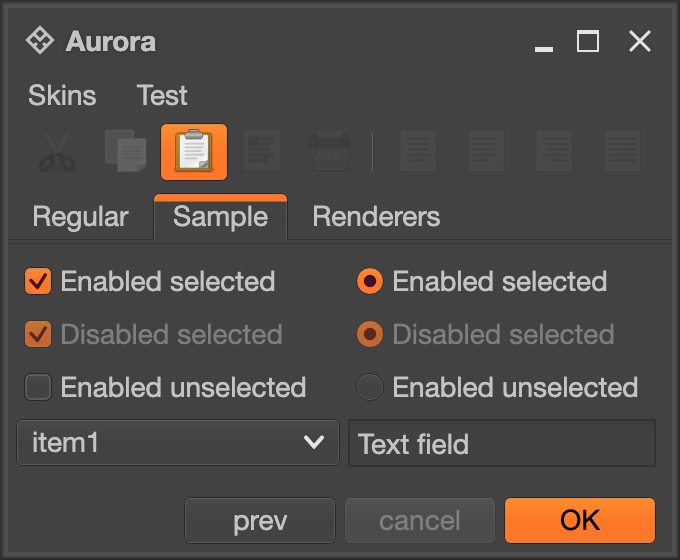 Aurora
Skins Test
Regular Sample Renderers
Enabled selected Enabled selected
Disabled selected Disabled selected
Enabled unselected Enabled unselected
item1 Text field
prev cancel OK